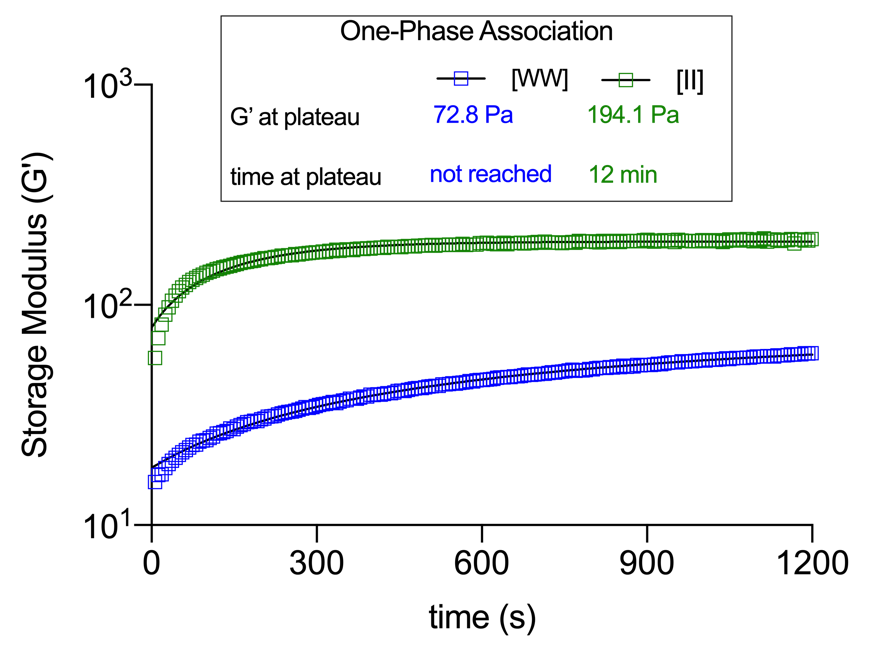 One-Phase Association
[WW] [II]
G’ at plateau 72.8 Pa 194.1 Pa
time at plateau not reached 12 min
10³
10²
10¹
Storage Modulus (G')
0 300 600 900 1200
time (s)